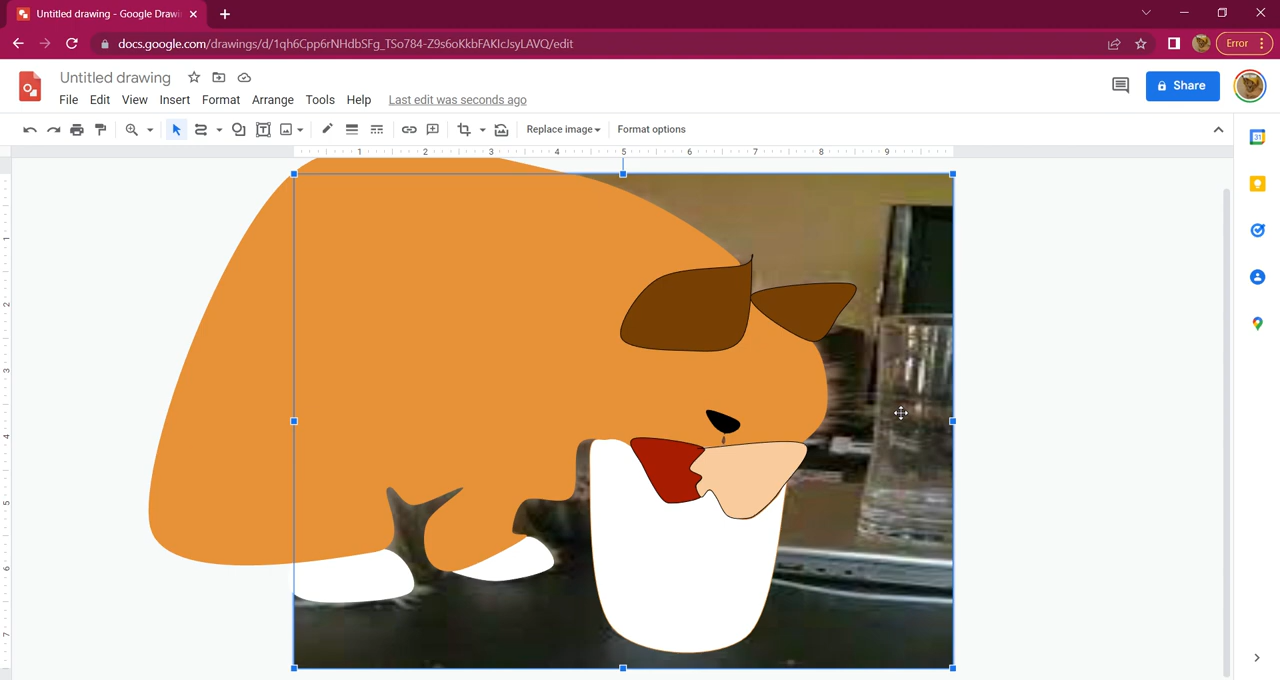 Untitled drawing - Google Drawi
docs.google.com/drawings/d/1qh6Cpp6rNHdbSFg_TSo784-Z9s6oKkbFAKIcJsyLAVQ/edit
Error
Untitled drawing
File Edit View Insert Format Arrange Tools Help Last edit was seconds ago
Share
Replace image Format options
31
1 2 3 4 5 6 7 8 9
1
2
3
4
5
6
7